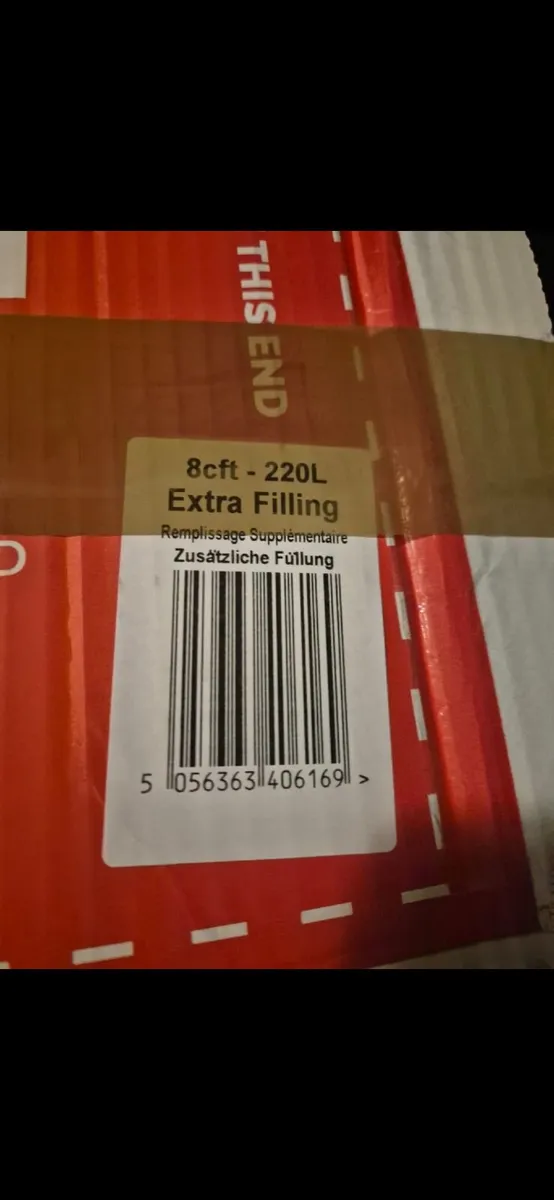 THIS END
8cft - 220L
Extra Filling
Remplissage Supplémentaire
Zusätzliche Füllung
5 056363 406169 >